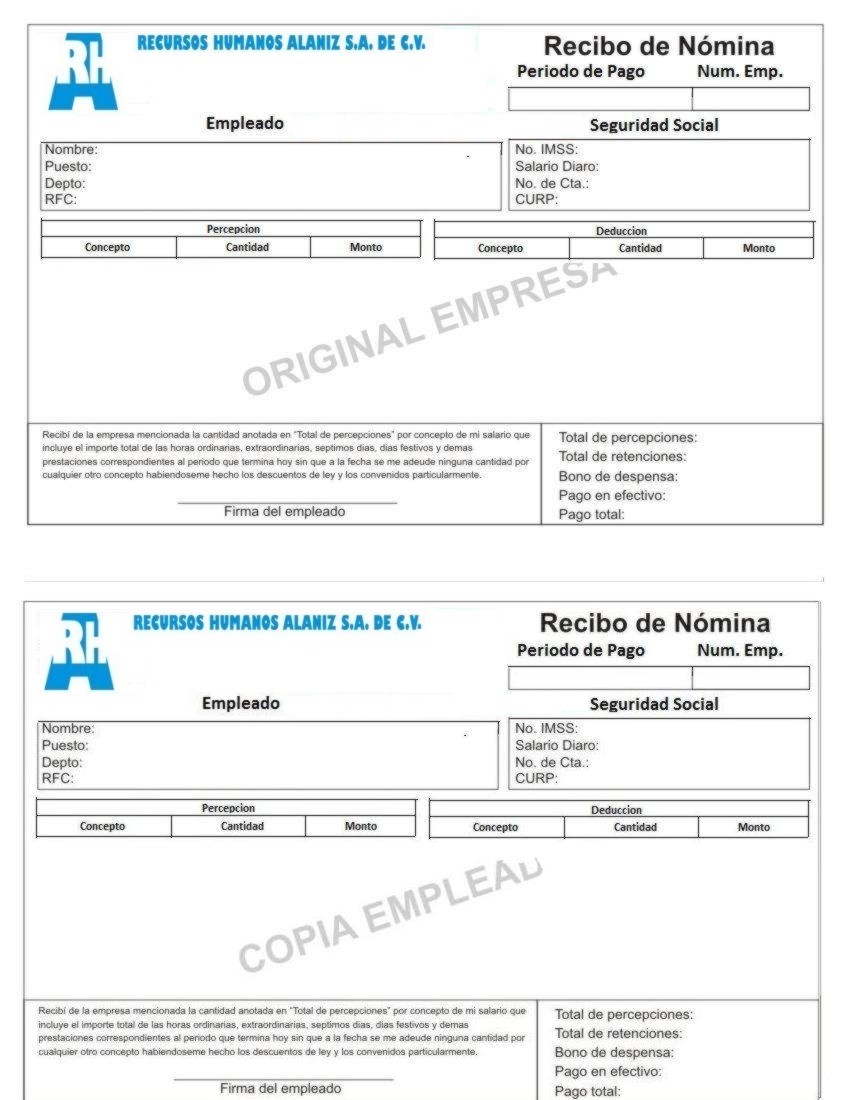 RHA RECURSOS HUMANOS ALANIZ S.A. DE C.V.
Recibo de Nómina
Periodo de Pago Num. Emp.
Empleado
Seguridad Social
Nombre:
Puesto:
Depto:
RFC:
No. IMSS:
Salario Diaro:
No. de Cta.:
CURP:
Percepcion
Concepto Cantidad Monto
Deduccion
Concepto Cantidad Monto
ORIGINAL EMPRESA
Recibí de la empresa mencionada la cantidad anotada en "Total de percepciones" por concepto de mi salario que
incluye el importe total de las horas ordinarias, extraordinarias, septimos dias, dias festivos y demas
prestaciones correspondientes al periodo que termina hoy sin que a la fecha se me adeude ninguna cantidad por
cualquier otro concepto habiendoseme hecho los descuentos de ley y los convenidos particularmente.
Firma del empleado
Total de percepciones:
Total de retenciones:
Bono de despensa:
Pago en efectivo:
Pago total:
RHA RECURSOS HUMANOS ALANIZ S.A. DE C.V.
Recibo de Nómina
Periodo de Pago Num. Emp.
Empleado
Seguridad Social
Nombre:
Puesto:
Depto:
RFC:
No. IMSS:
Salario Diaro:
No. de Cta.:
CURP:
Percepcion
Concepto Cantidad Monto
Deduccion
Concepto Cantidad Monto
COPIA EMPLEAD
Recibí de la empresa mencionada la cantidad anotada en "Total de percepciones" por concepto de mi salario que
incluye el importe total de las horas ordinarias, extraordinarias, septimos dias, dias festivos y demas
prestaciones correspondientes al periodo que termina hoy sin que a la fecha se me adeude ninguna cantidad por
cualquier otro concepto habiendoseme hecho los descuentos de ley y los convenidos particularmente.
Firma del empleado
Total de percepciones:
Total de retenciones:
Bono de despensa:
Pago en efectivo:
Pago total: